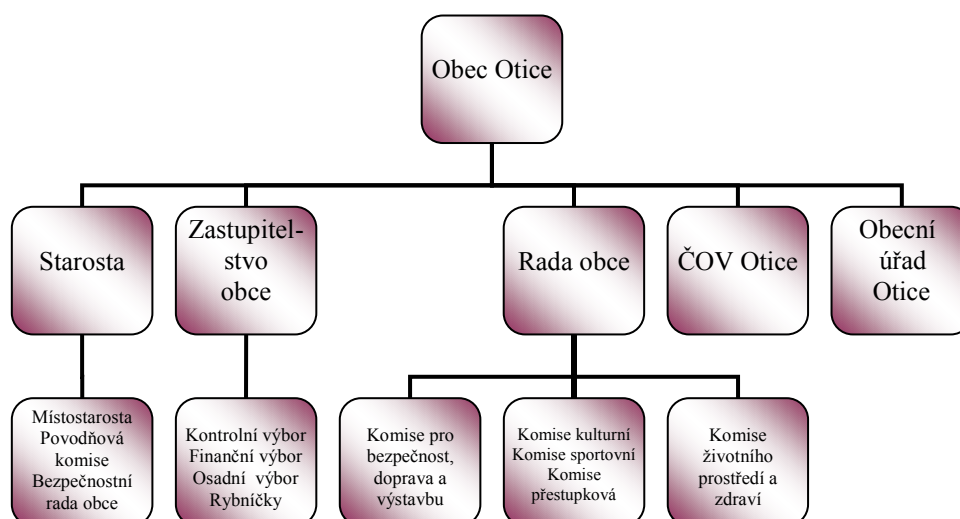 Obec Otice
Starosta
Zastupitel-
stvo
obce
Rada obce
ČOV Otice
Obecní
úřad
Otice
Místostarosta
Povodňová
komise
Bezpečnostní
rada obce
Kontrolní výbor
Finanční výbor
Osadní výbor
Rybníčky
Komise pro
bezpečnost,
doprava a
výstavbu
Komise kulturní
Komise sportovní
Komise
přestupková
Komise
životního
prostředí a
zdraví